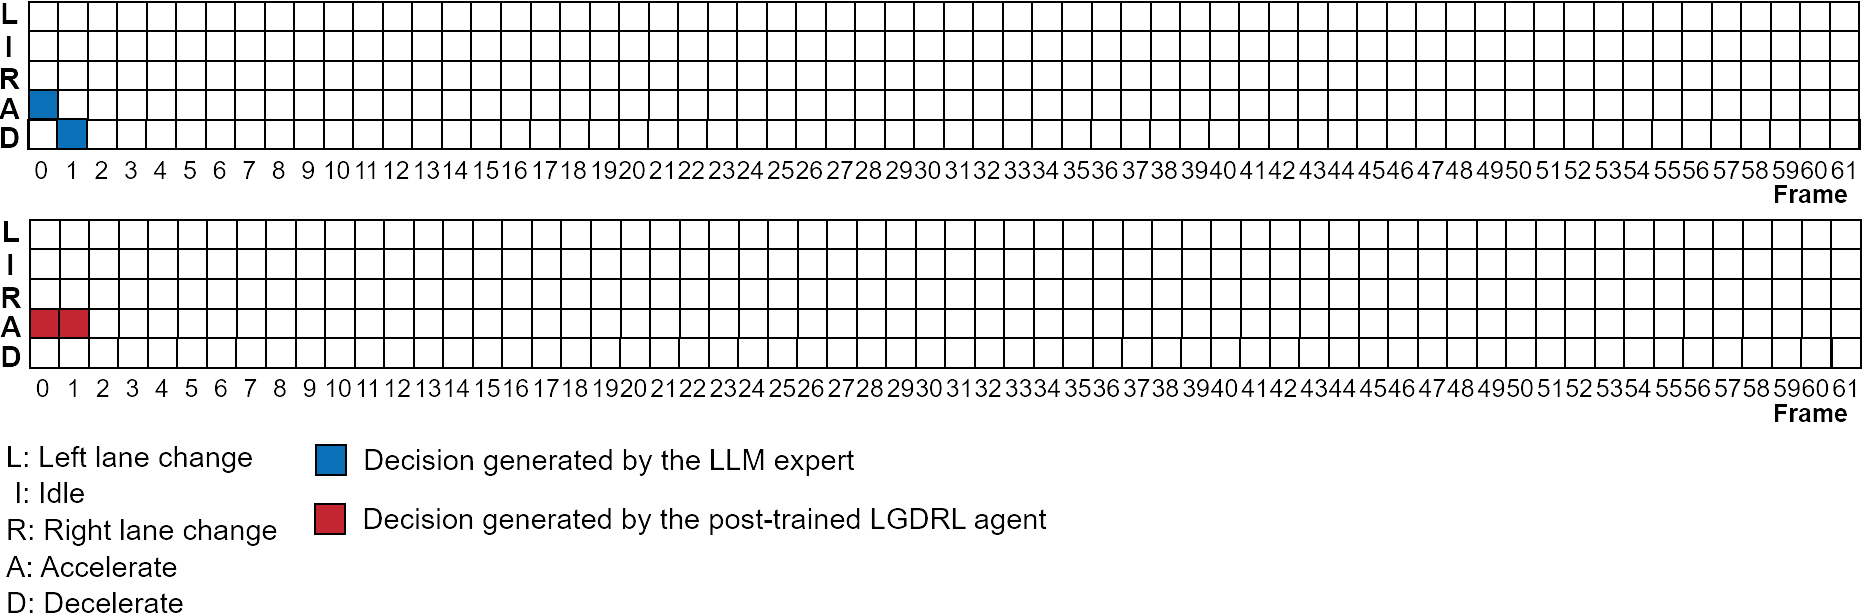 L
I
R
A
D
0 1 2 3 4 5 6 7 8 9 10 11 12 13 14 15 16 17 18 19 20 21 22 23 24 25 26 27 28 29 30 31 32 33 34 35 36 37 38 39 40 41 42 43 44 45 46 47 48 49 50 51 52 53 54 55 56 57 58 59 60 61
Frame
L
I
R
A
D
0 1 2 3 4 5 6 7 8 9 10 11 12 13 14 15 16 17 18 19 20 21 22 23 24 25 26 27 28 29 30 31 32 33 34 35 36 37 38 39 40 41 42 43 44 45 46 47 48 49 50 51 52 53 54 55 56 57 58 59 60 61
Frame
L: Left lane change
I: Idle
R: Right lane change
A: Accelerate
D: Decelerate
Decision generated by the LLM expert
Decision generated by the post-trained LGDRL agent